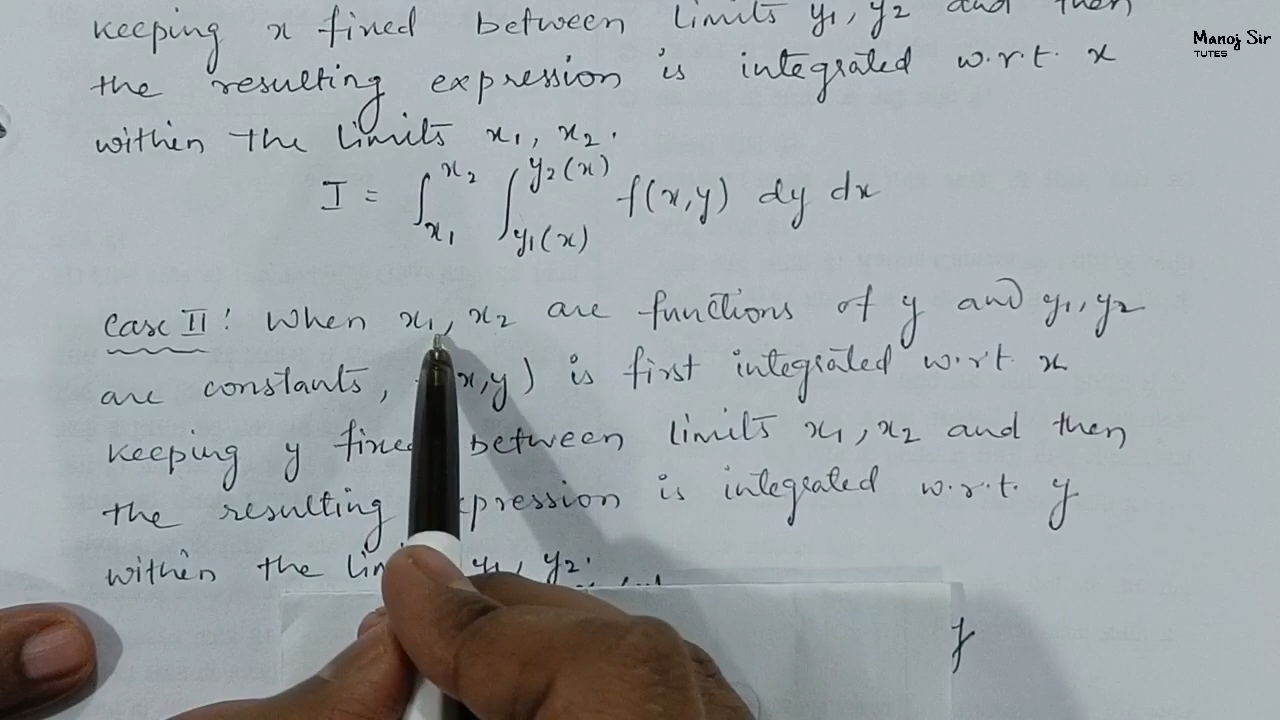 keeping x fixed between limits y1, y2 and then
Manoj Sir
TUTES
the resulting expression is integrated w.r.t. x
within the limits x1, x2.
I = ∫_{x1}^{x2} ∫_{y1(x)}^{y2(x)} f(x,y) dy dx
Case II : When x1, x2 are functions of y and y1, y2
are constants, x,y) is first integrated w.r.t. x
keeping y fixed between limits x1, x2 and then
the resulting expression is integrated w.r.t. y
within the y1, y2.